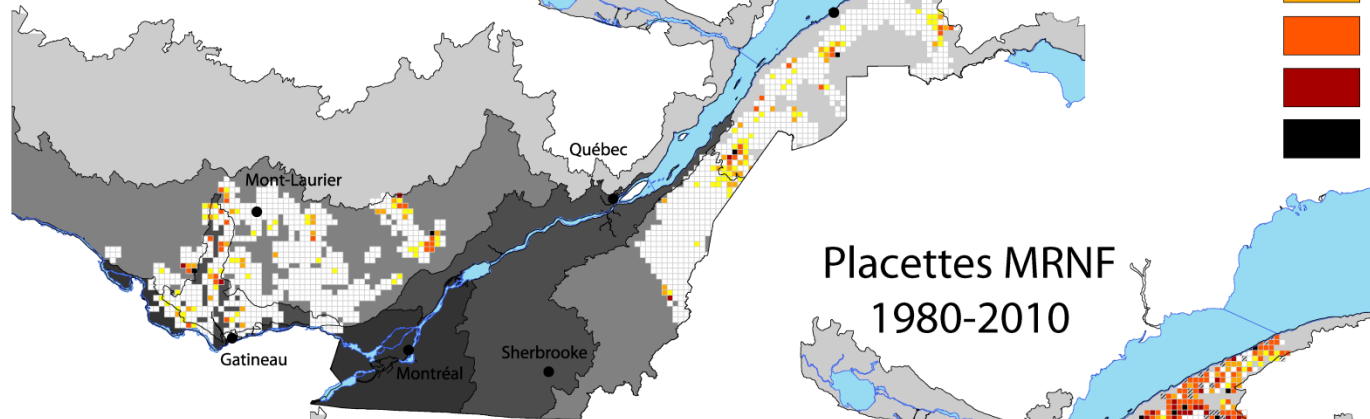 Québec
Mont-Laurier
Placettes MRNF
1980-2010
Gatineau
Montréal
Sherbrooke